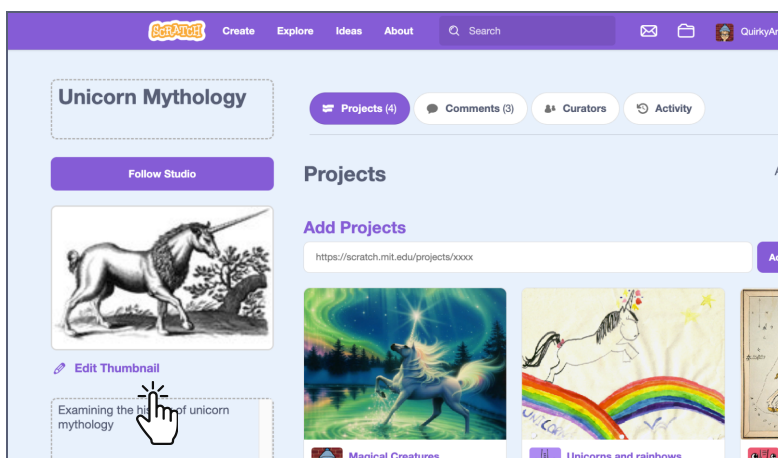 SCRATCH Create Explore Ideas About Search QuirkyAr
Unicorn Mythology
Projects (4) Comments (3) Curators Activity
Follow Studio
Projects
A
Add Projects
https://scratch.mit.edu/projects/xxxx
Ad
Edit Thumbnail
Examining the of unicorn
mythology
UNICORN
Magical Creatures
Unicorns and rainbows